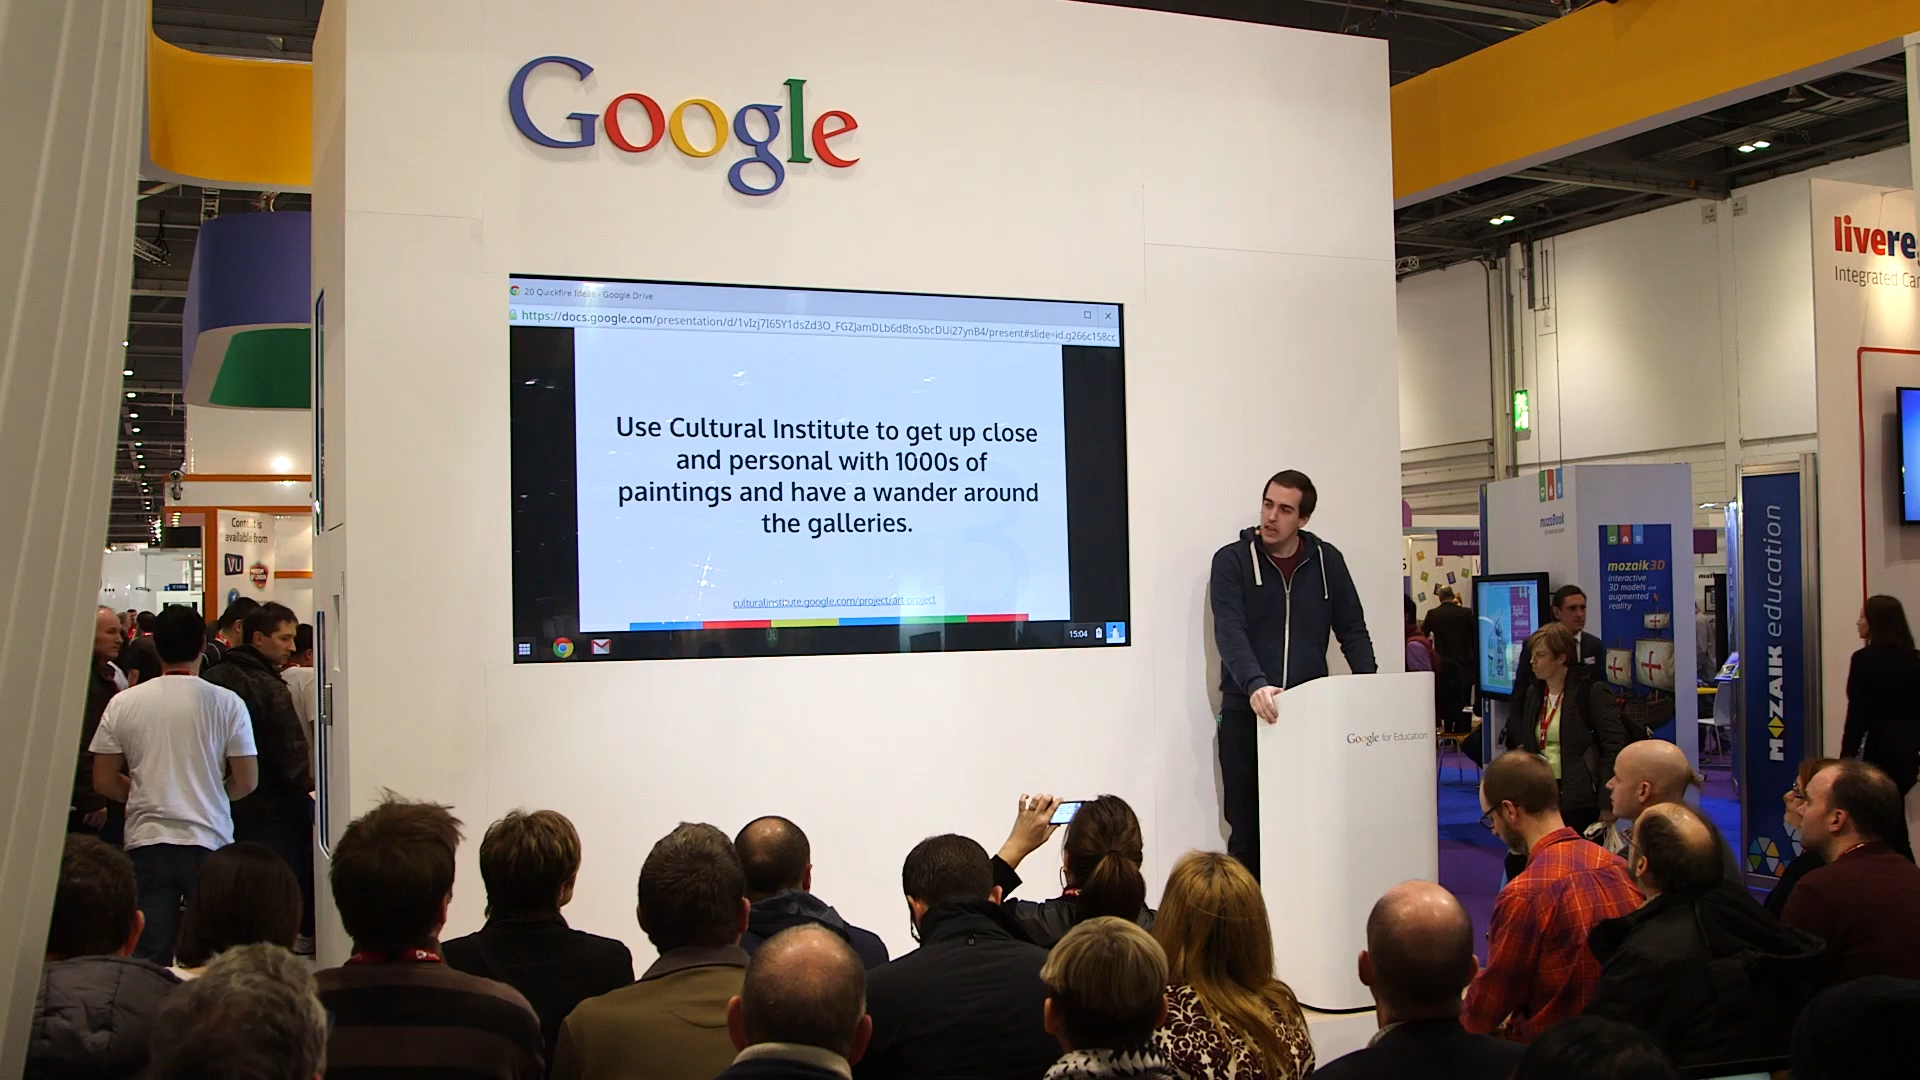 Google
20 Quickfire Ideas - Google Drive
https://docs.google.com/presentation/d/1vIzj7I65Y1dsZd3O_FGZJamDLb6dBtoSbcDUi27ynB4/present#slide=id.g266c158cc
Use Cultural Institute to get up close
and personal with 1000s of
paintings and have a wander around
the galleries.
culturalinstitute.google.com/project/art-project
15:04
Google for Education
Content is
available from
VU
livere
Integrated Ca
mozaBook
mozaik3D
interactive
3D models and
augmented
reality
MOZAIK education